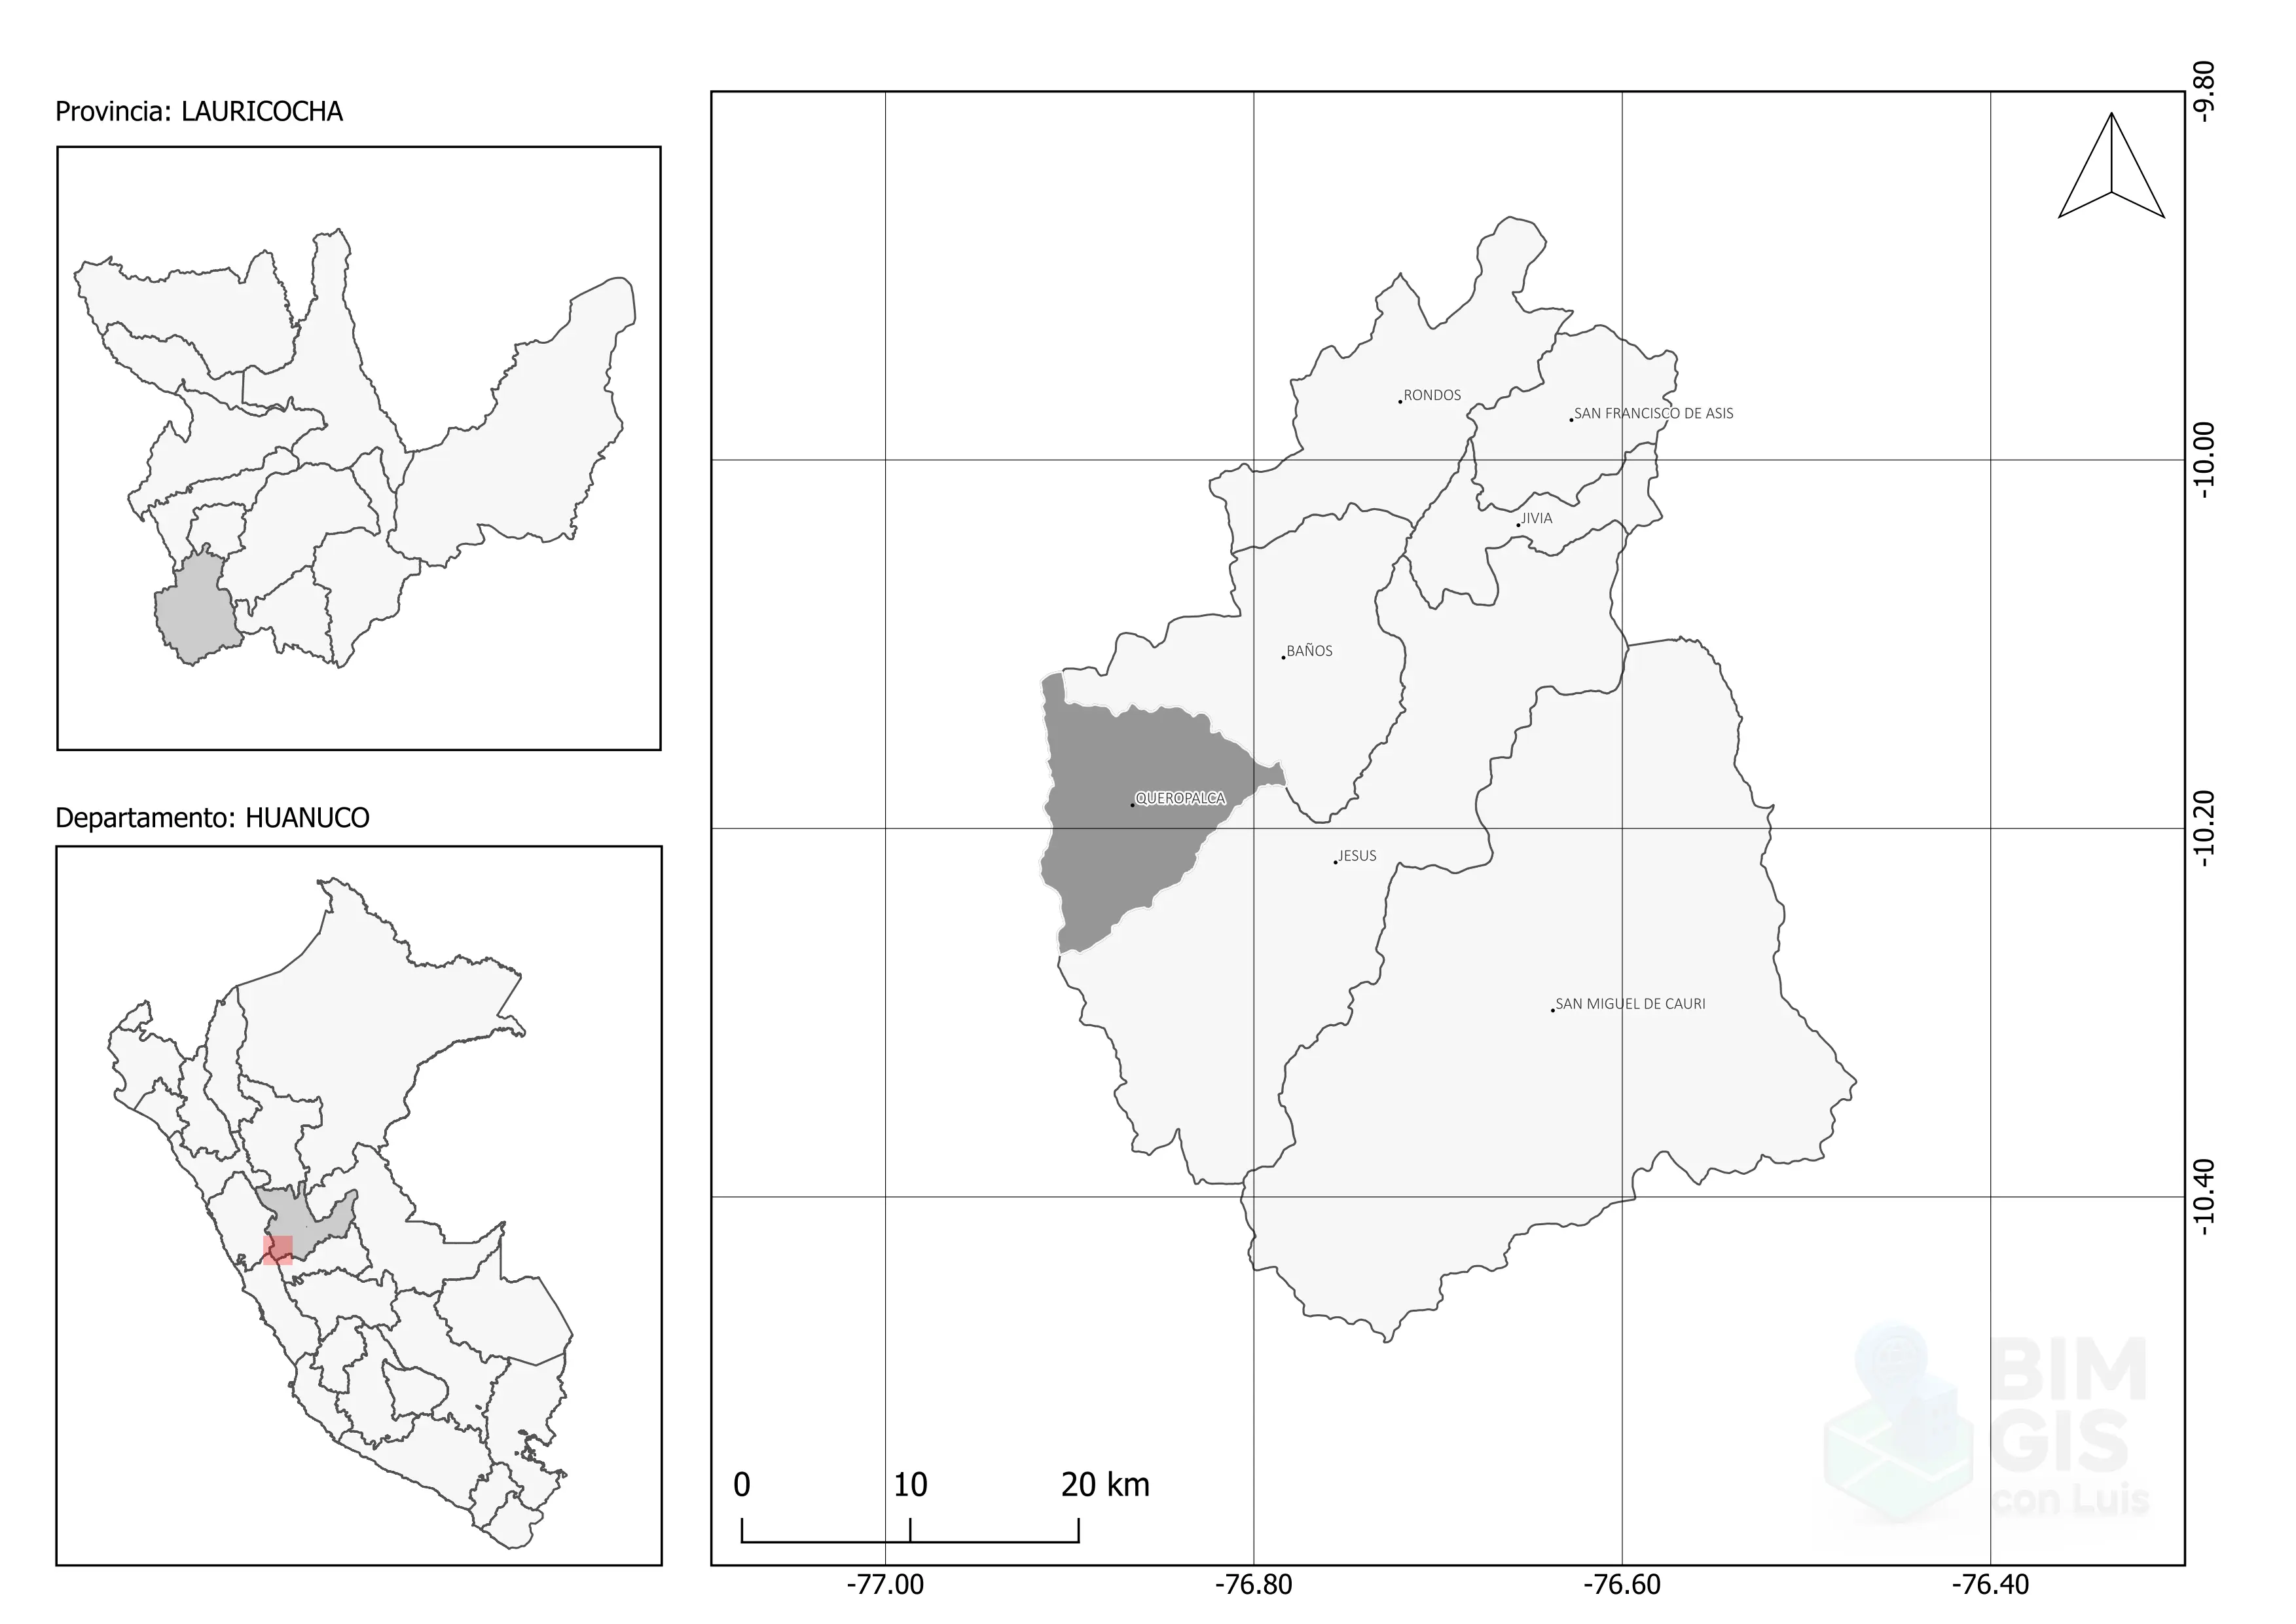 Provincia: LAURICOCHA
Departamento: HUANUCO
RONDOS
SAN FRANCISCO DE ASIS
JIVIA
BAÑOS
QUEROPALCA
JESUS
SAN MIGUEL DE CAURI
-9.80
-10.00
-10.20
-10.40
0 10 20 km
-77.00 -76.80 -76.60 -76.40
BIM
GIS
con Luis